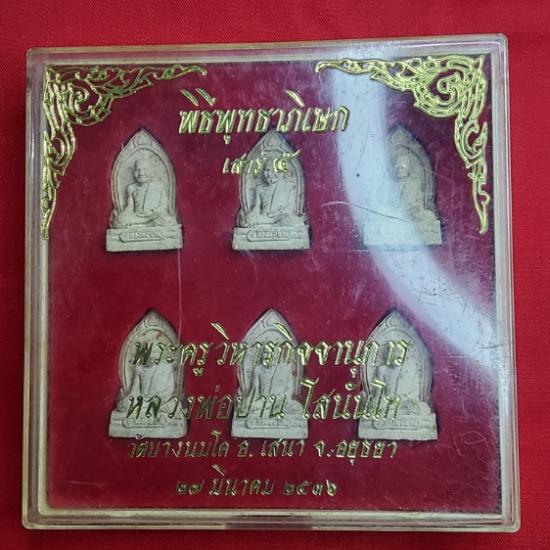 พิธีพุทธาภิเษก
เสาร์ ๕
พระครูวิหารกิจจานุการ
หลวงพ่อปาน โสนันโท
วัดบางนมโค อ.เสนา จ.อยุธยา
๒๗ มีนาคม ๒๕๓๖